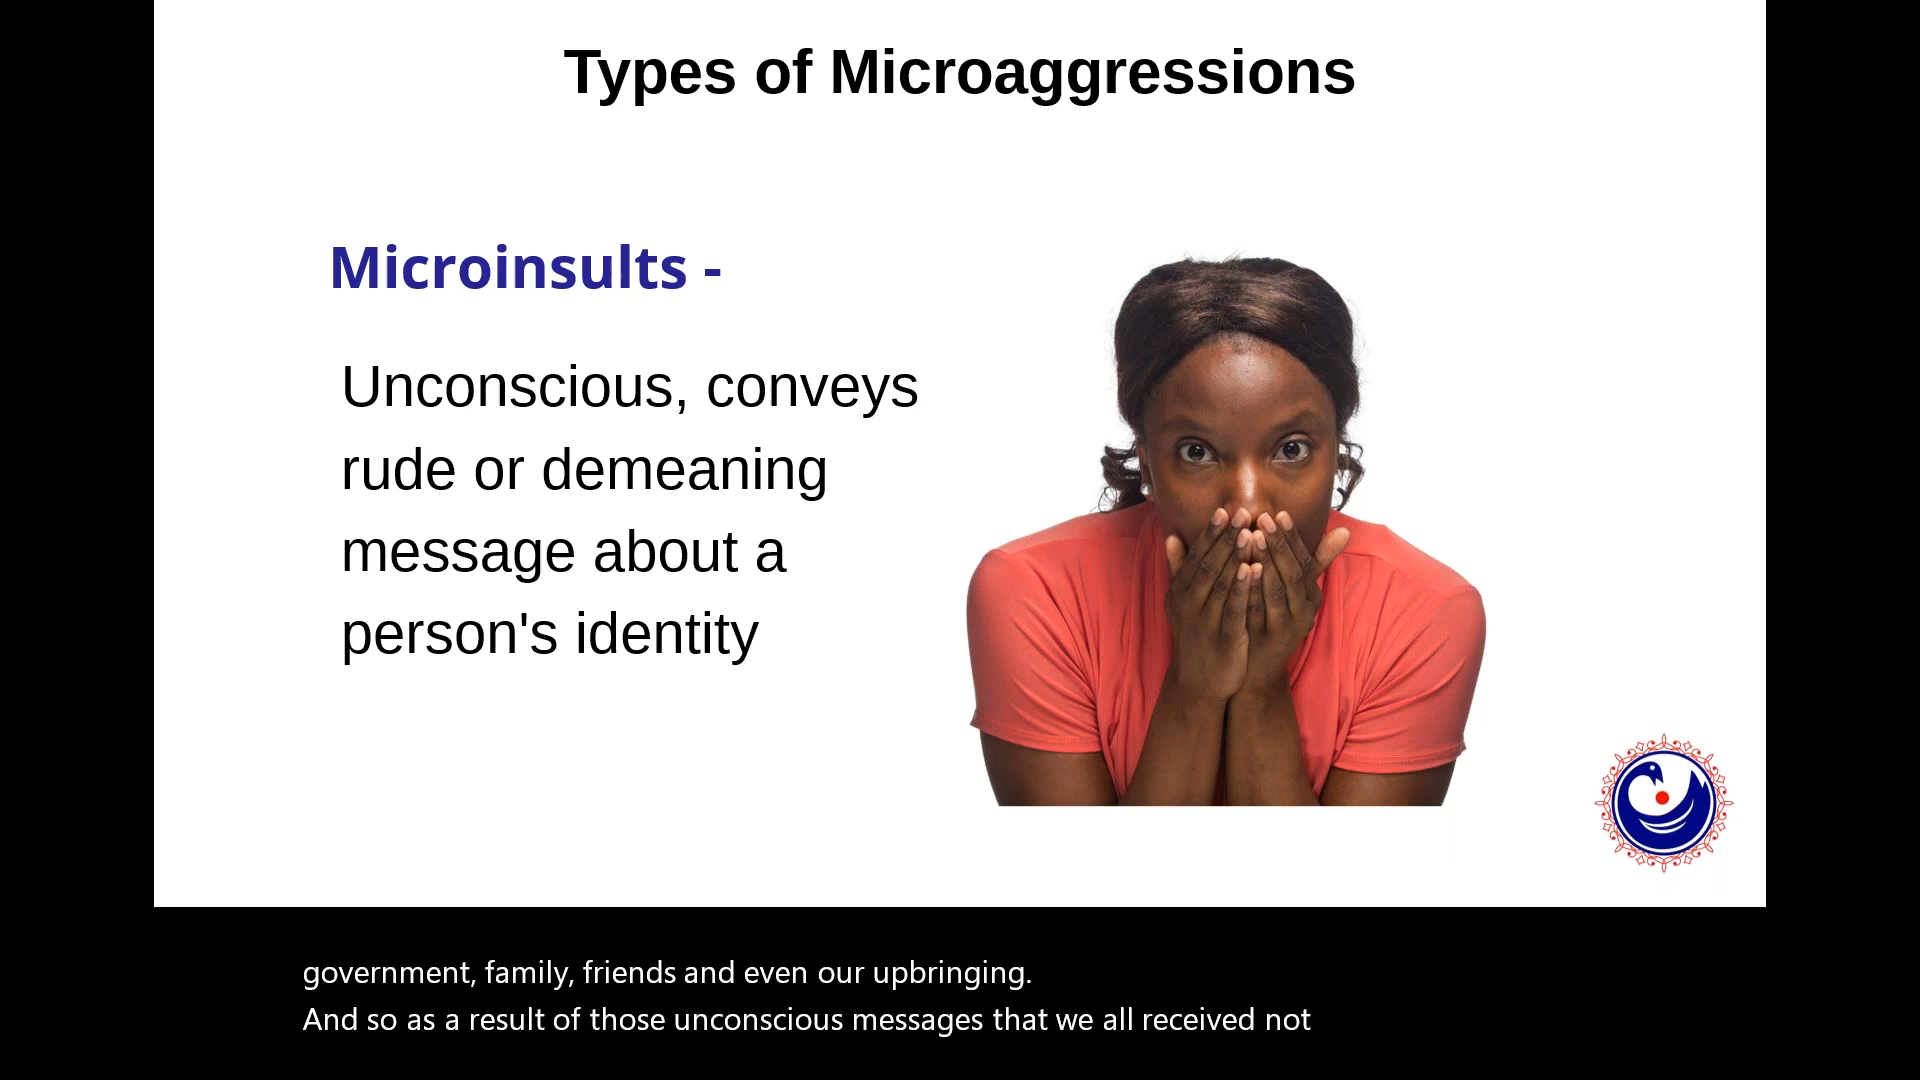 Types of Microaggressions
Microinsults -
Unconscious, conveys
rude or demeaning
message about a
person's identity
government, family, friends and even our upbringing.
And so as a result of those unconscious messages that we all received not